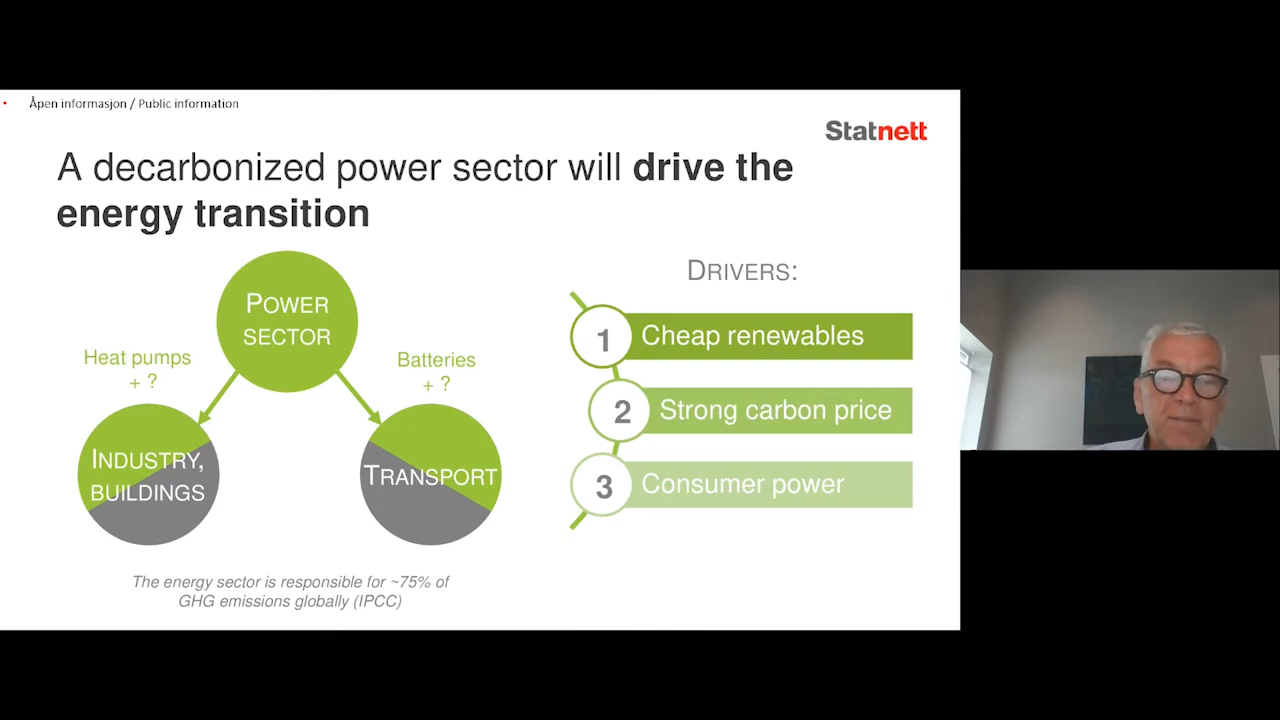 Åpen informasjon / Public information
Statnett
A decarbonized power sector will drive the
energy transition
POWER
SECTOR
Heat pumps
+ ?
Batteries
+ ?
INDUSTRY,
BUILDINGS
TRANSPORT
The energy sector is responsible for ~75% of
GHG emissions globally (IPCC)
DRIVERS:
1 Cheap renewables
2 Strong carbon price
3 Consumer power